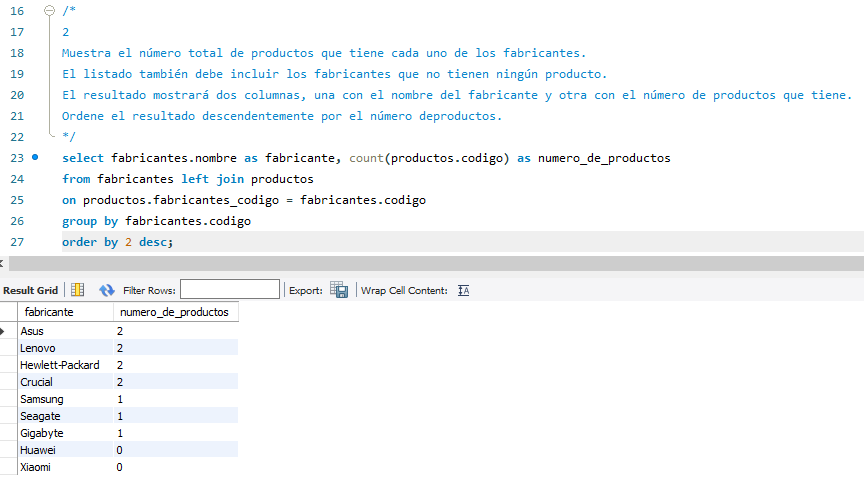 16 /*
17 2
18 Muestra el número total de productos que tiene cada uno de los fabricantes.
19 El listado también debe incluir los fabricantes que no tienen ningún producto.
20 El resultado mostrará dos columnas, una con el nombre del fabricante y otra con el número de productos que tiene.
21 Ordene el resultado descendentemente por el número deproductos.
22 */
23 select fabricantes.nombre as fabricante, count(productos.codigo) as numero_de_productos
24 from fabricantes left join productos
25 on productos.fabricantes_codigo = fabricantes.codigo
26 group by fabricantes.codigo
27 order by 2 desc;
Result Grid Filter Rows: Export: Wrap Cell Content: IA
fabricante numero_de_productos
Asus 2
Lenovo 2
Hewlett-Packard 2
Crucial 2
Samsung 1
Seagate 1
Gigabyte 1
Huawei 0
Xiaomi 0